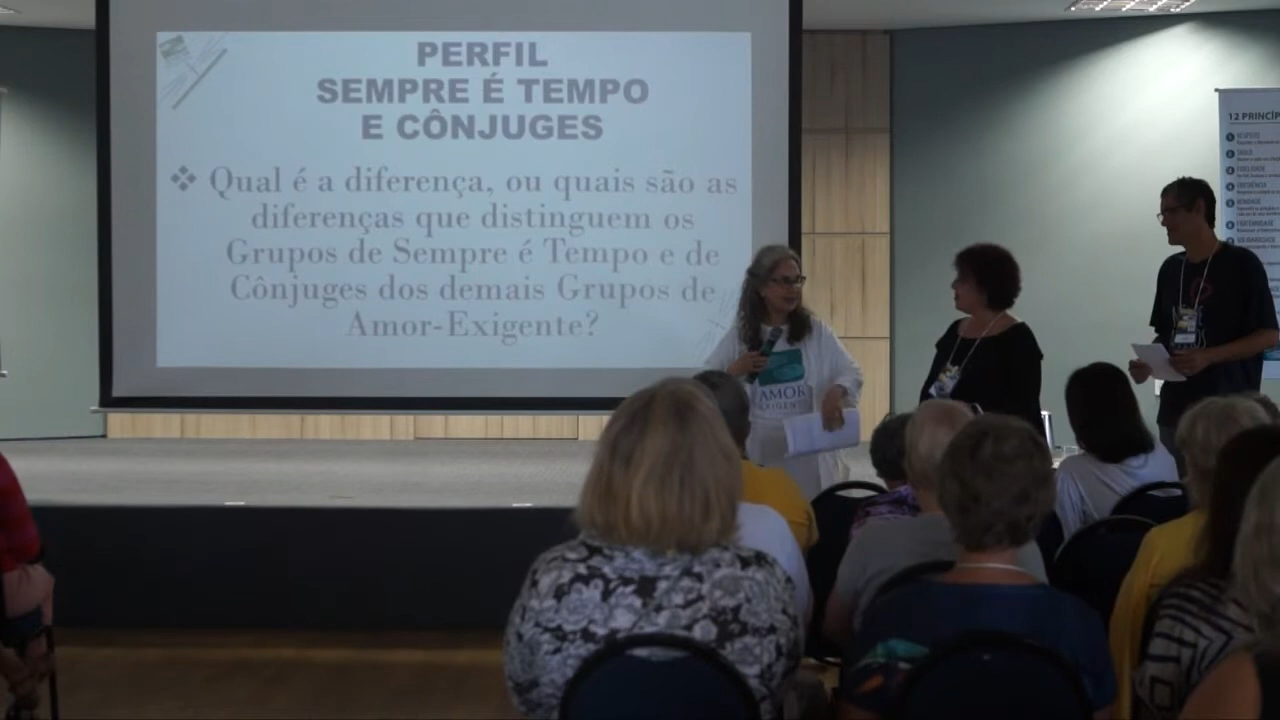 PERFIL
SEMPRE É TEMPO
E CÔNJUGES
Qual é a diferença, ou quais são as
diferenças que distinguem os
Grupos de Sempre é Tempo e de
Cônjuges dos demais Grupos de
Amor-Exigente?
AMOR
12 PRINCÍP